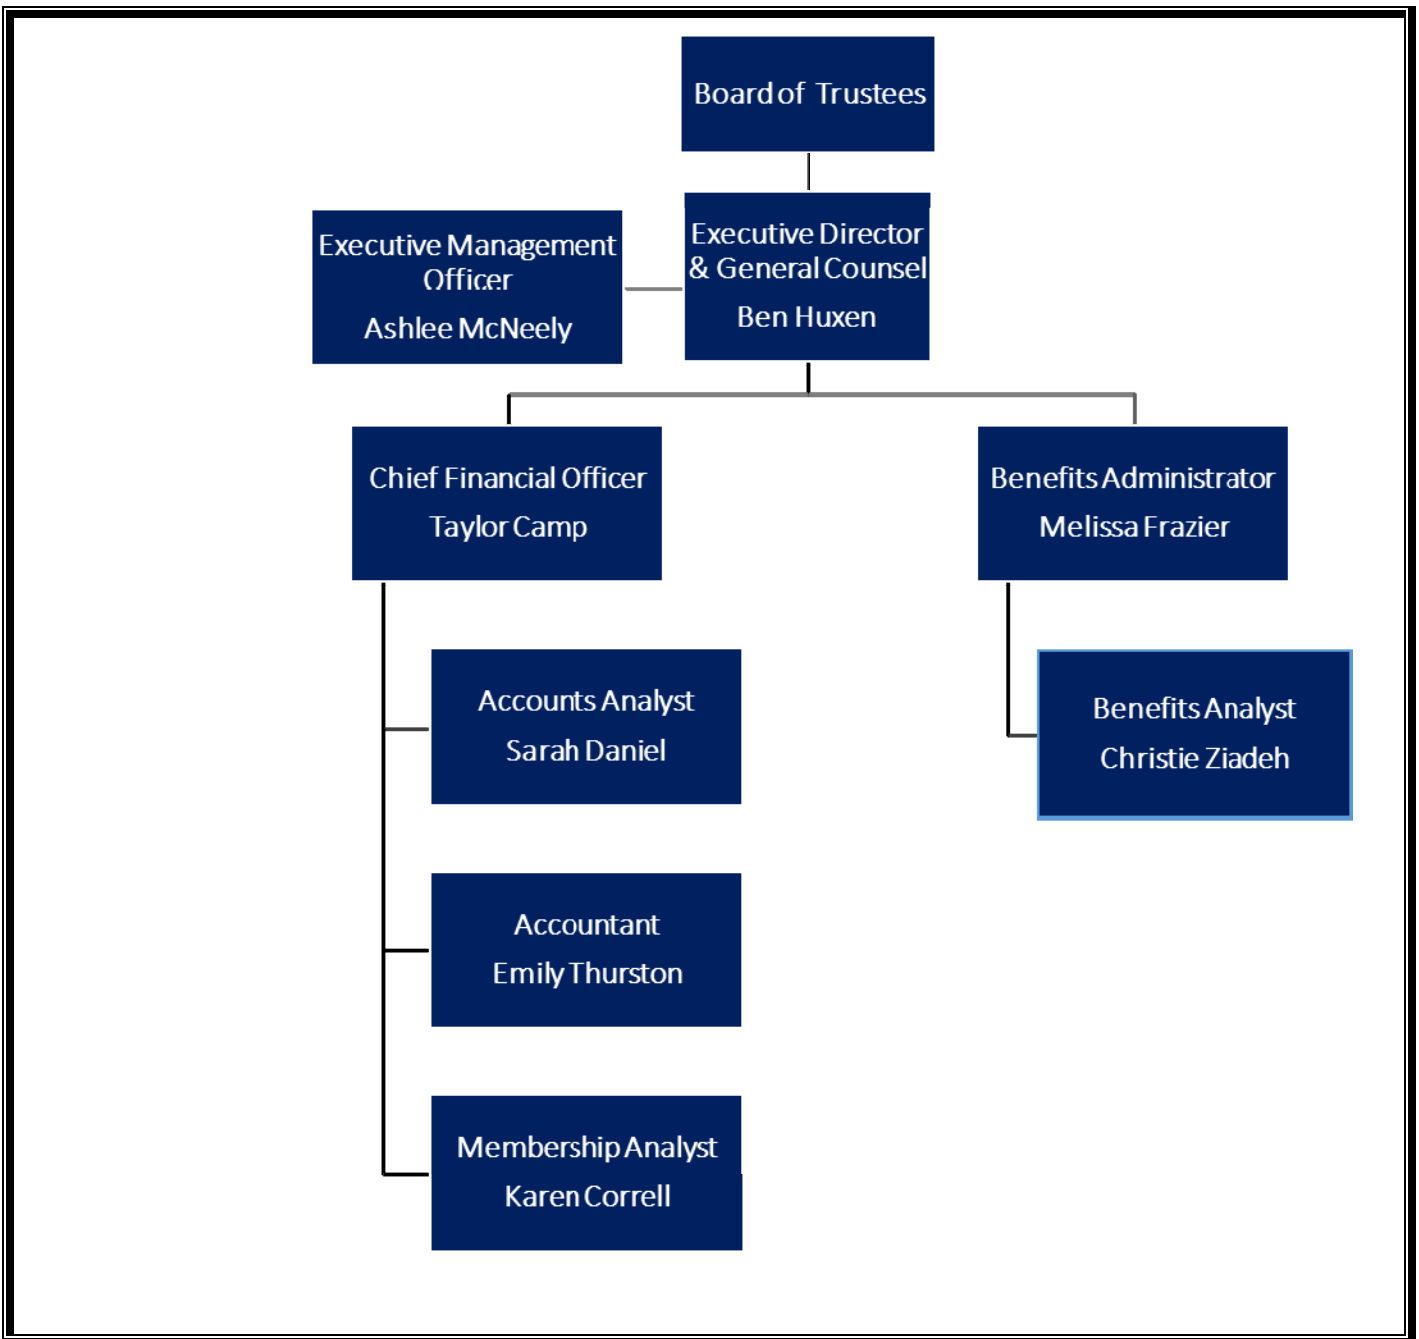 Board of Trustees
Executive Management
Officer
Ashlee McNeely
Executive Director
& General Counsel
Ben Huxen
Chief Financial Officer
Taylor Camp
Benefits Administrator
Melissa Frazier
Accounts Analyst
Sarah Daniel
Benefits Analyst
Christie Ziadeh
Accountant
Emily Thurston
Membership Analyst
Karen Correll